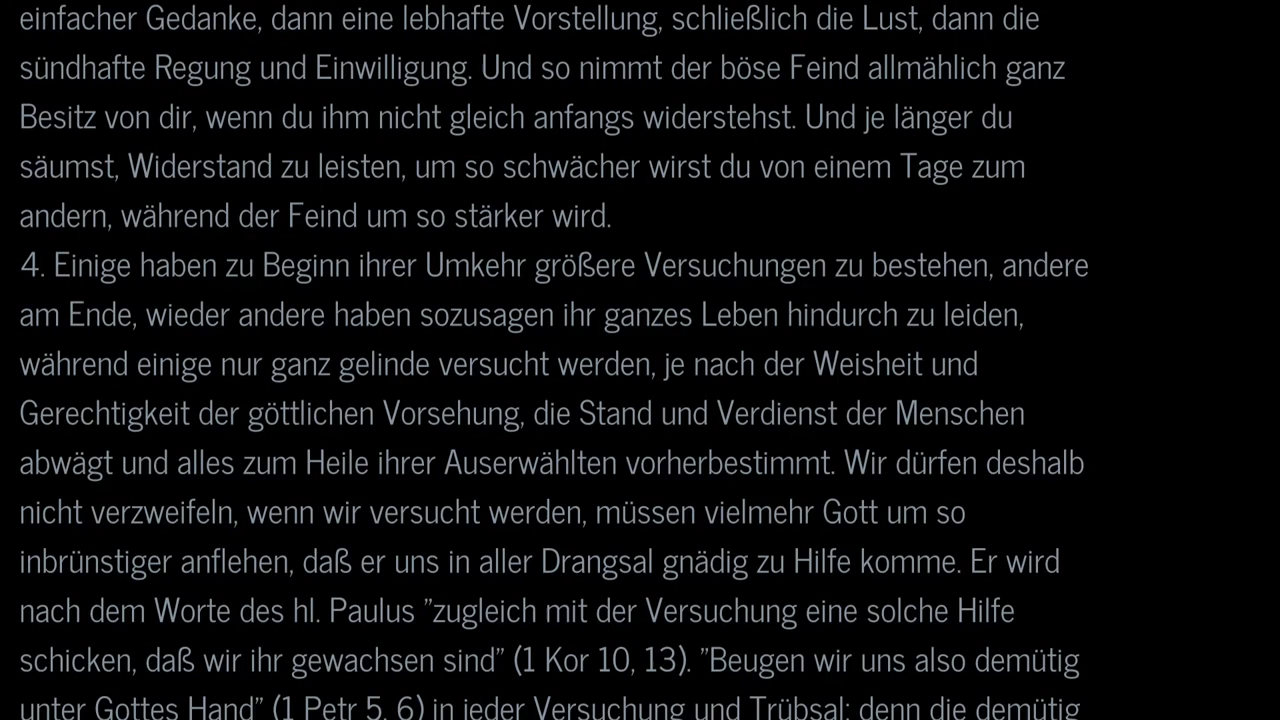 einfacher Gedanke, dann eine lebhafte Vorstellung, schließlich die Lust, dann die
sündhafte Regung und Einwilligung. Und so nimmt der böse Feind allmählich ganz
Besitz von dir, wenn du ihm nicht gleich anfangs widerstehst. Und je länger du
säumst, Widerstand zu leisten, um so schwächer wirst du von einem Tage zum
andern, während der Feind um so stärker wird.
4. Einige haben zu Beginn ihrer Umkehr größere Versuchungen zu bestehen, andere
am Ende, wieder andere haben sozusagen ihr ganzes Leben hindurch zu leiden,
während einige nur ganz gelinde versucht werden, je nach der Weisheit und
Gerechtigkeit der göttlichen Vorsehung, die Stand und Verdienst der Menschen
abwägt und alles zum Heile ihrer Auserwählten vorherbestimmt. Wir dürfen deshalb
nicht verzweifeln, wenn wir versucht werden, müssen vielmehr Gott um so
inbrünstiger anflehen, daß er uns in aller Drangsal gnädig zu Hilfe komme. Er wird
nach dem Worte des hl. Paulus ”zugleich mit der Versuchung eine solche Hilfe
schicken, daß wir ihr gewachsen sind” (1 Kor 10, 13). ”Beugen wir uns also demütig
unter Gottes Hand” (1 Petr 5, 6) in jeder Versuchung und Trübsal; denn die demütig